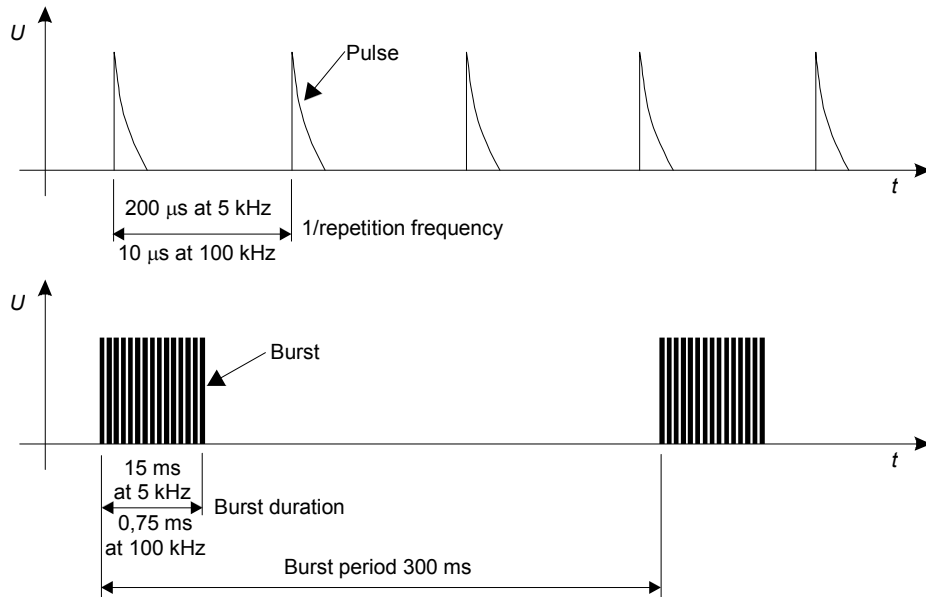 U
Pulse
t
200 μs at 5 kHz
1/repetition frequency
10 μs at 100 kHz
U
Burst
t
15 ms
at 5 kHz
Burst duration
0,75 ms
at 100 kHz
Burst period 300 ms